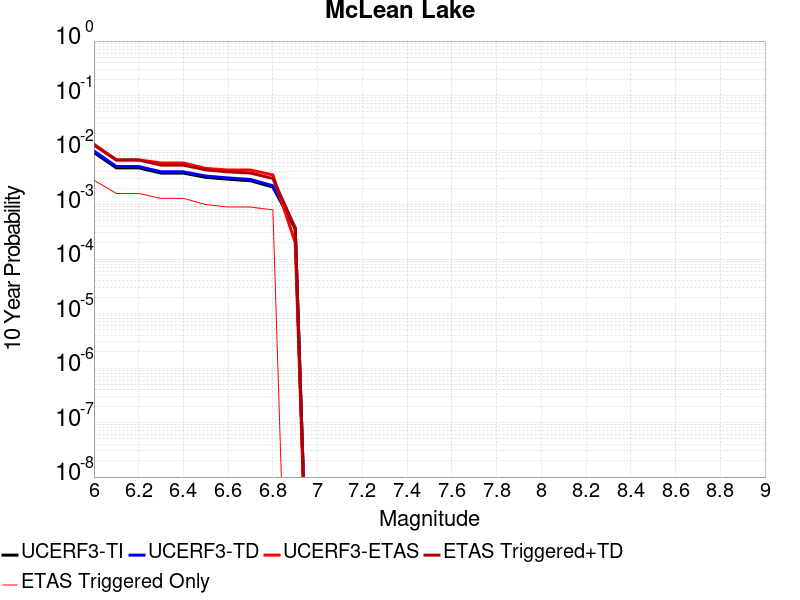 McLean Lake
10 0
10 -1
10 -2
10 -3
10 -4
10 -5
10 -6
10 -7
10 -8
10 Year Probability
6 6.2 6.4 6.6 6.8 7 7.2 7.4 7.6 7.8 8 8.2 8.4 8.6 8.8 9
Magnitude
UCERF3-TI UCERF3-TD UCERF3-ETAS ETAS Triggered+TD
ETAS Triggered Only